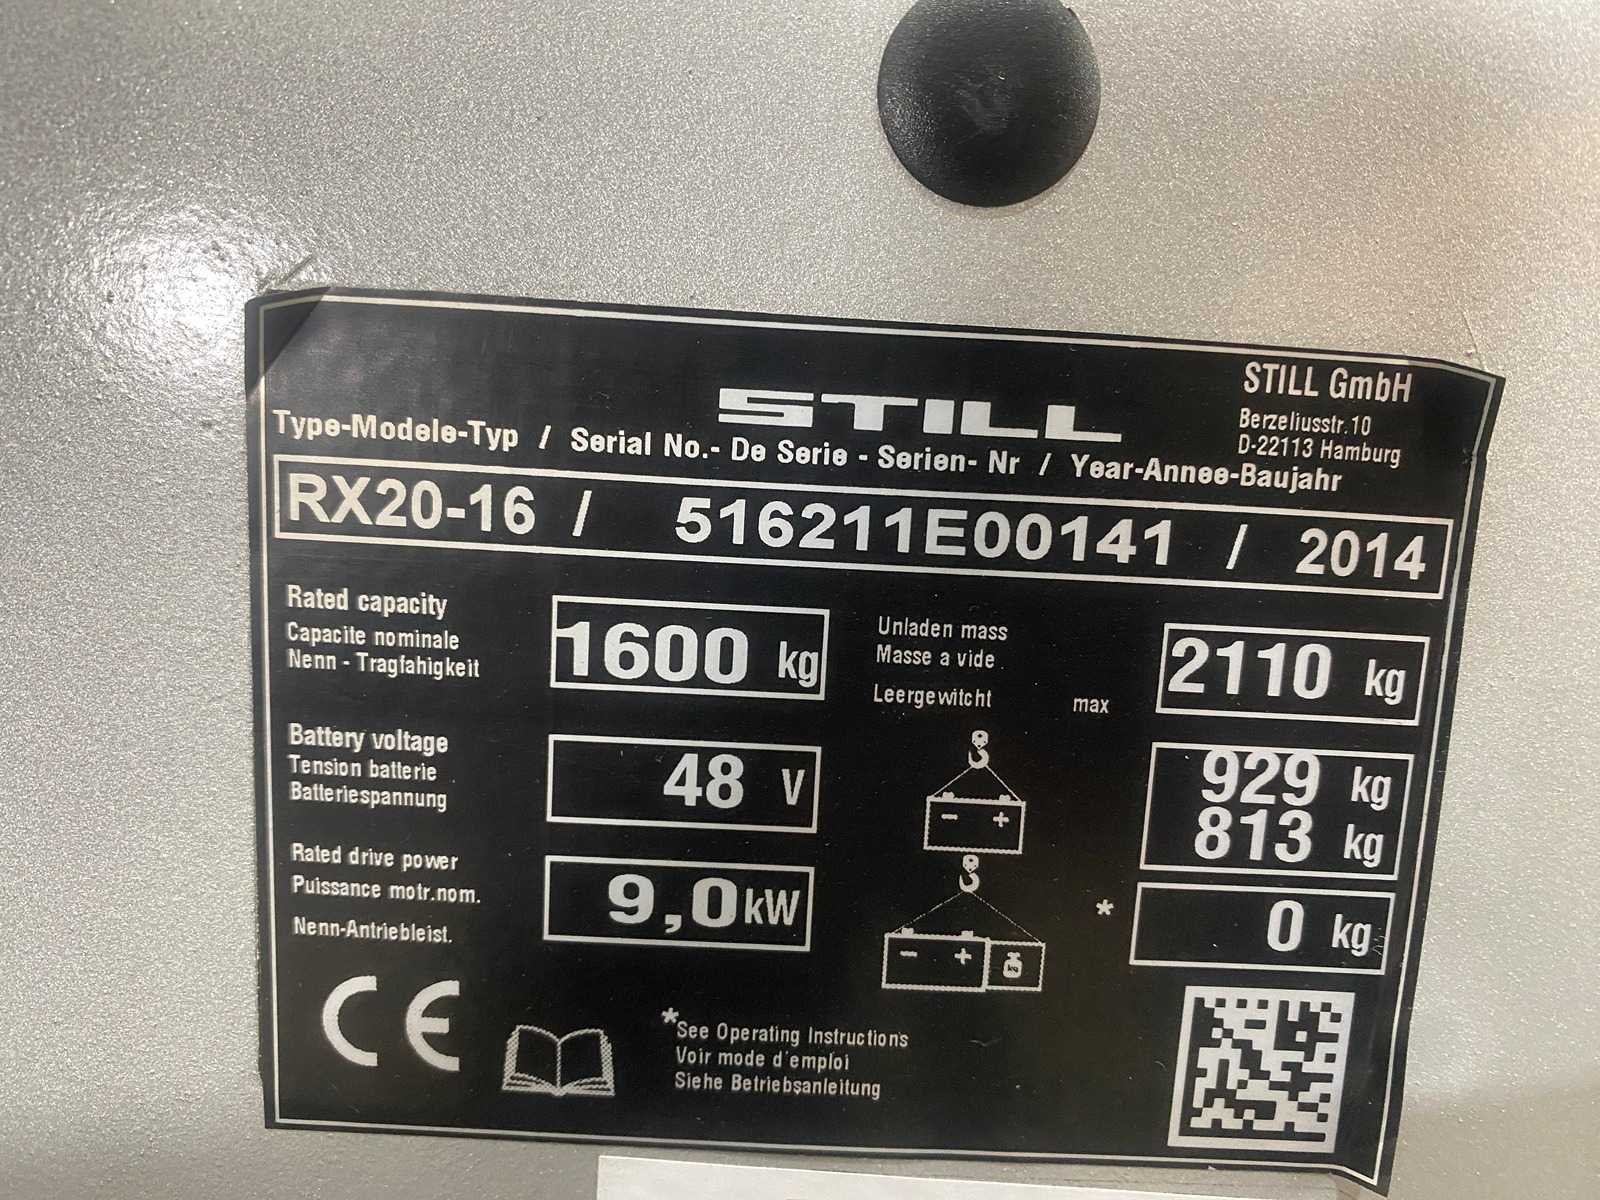 STILL
STILL GmbH
Berzeliusstr. 10
D-22113 Hamburg
Type-Modele-Typ / Serial No.- De Serie - Serien- Nr / Year-Annee-Baujahr
RX20-16 / 516211E00141 / 2014
Rated capacity
Capacite nominale
Nenn - Tragfahigkeit
1600 kg
Unladen mass
Masse a vide
Leergewitcht max
2110 kg
Battery voltage
Tension batterie
Batteriespannung
48 V
- +
929 kg
813 kg
Rated drive power
Puissance motr.nom.
Nenn-Antriebleist.
9,0kW
- + kg
* 0 kg
CE
*See Operating Instructions
Voir mode d'emploi
Siehe Betriebsanleitung